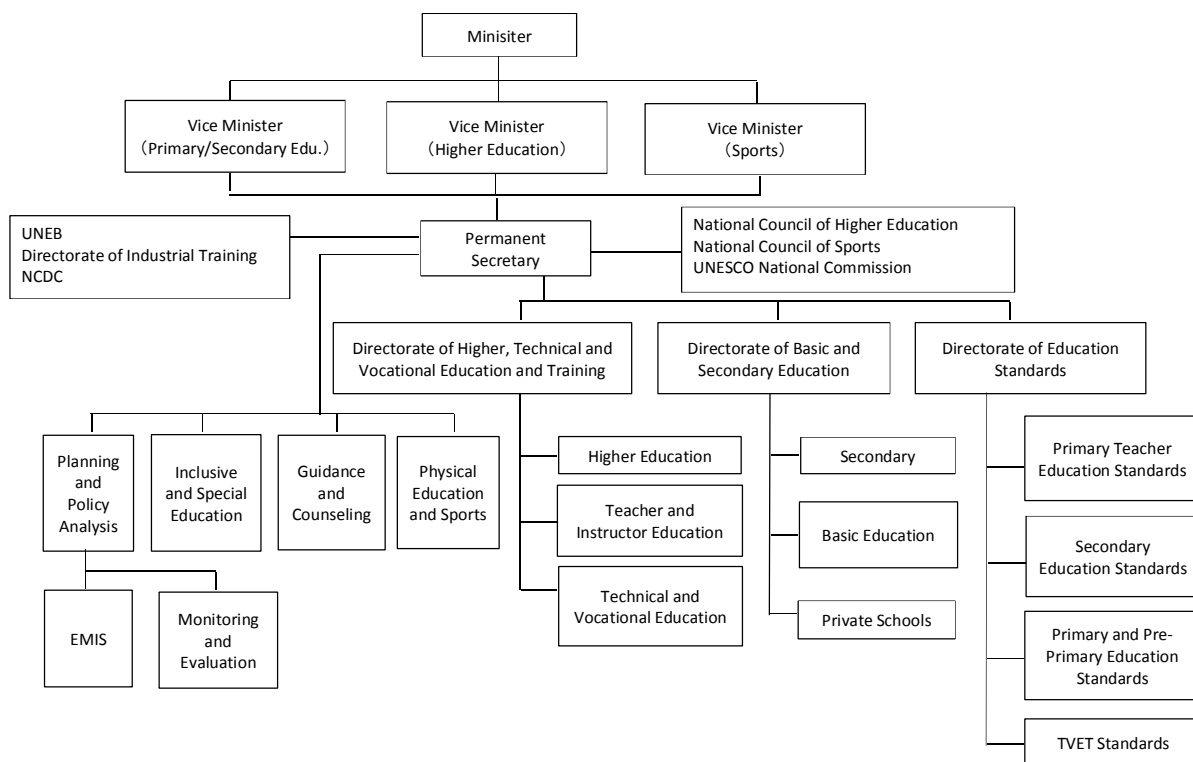 Minisiter
Vice Minister
（Primary/Secondary Edu.）
Vice Minister
（Higher Education）
Vice Minister
（Sports）
UNEB
Directorate of Industrial Training
NCDC
Permanent
Secretary
National Council of Higher Education
National Council of Sports
UNESCO National Commission
Directorate of Higher, Technical and
Vocational Education and Training
Directorate of Basic and
Secondary Education
Directorate of Education
Standards
Planning
and
Policy
Analysis
Inclusive
and Special
Education
Guidance
and
Counseling
Physical
Education
and Sports
EMIS
Monitoring
and
Evaluation
Higher Education
Teacher and
Instructor Education
Technical and
Vocational Education
Secondary
Basic Education
Private Schools
Primary Teacher
Education Standards
Secondary
Education Standards
Primary and Pre-
Primary Education
Standards
TVET Standards